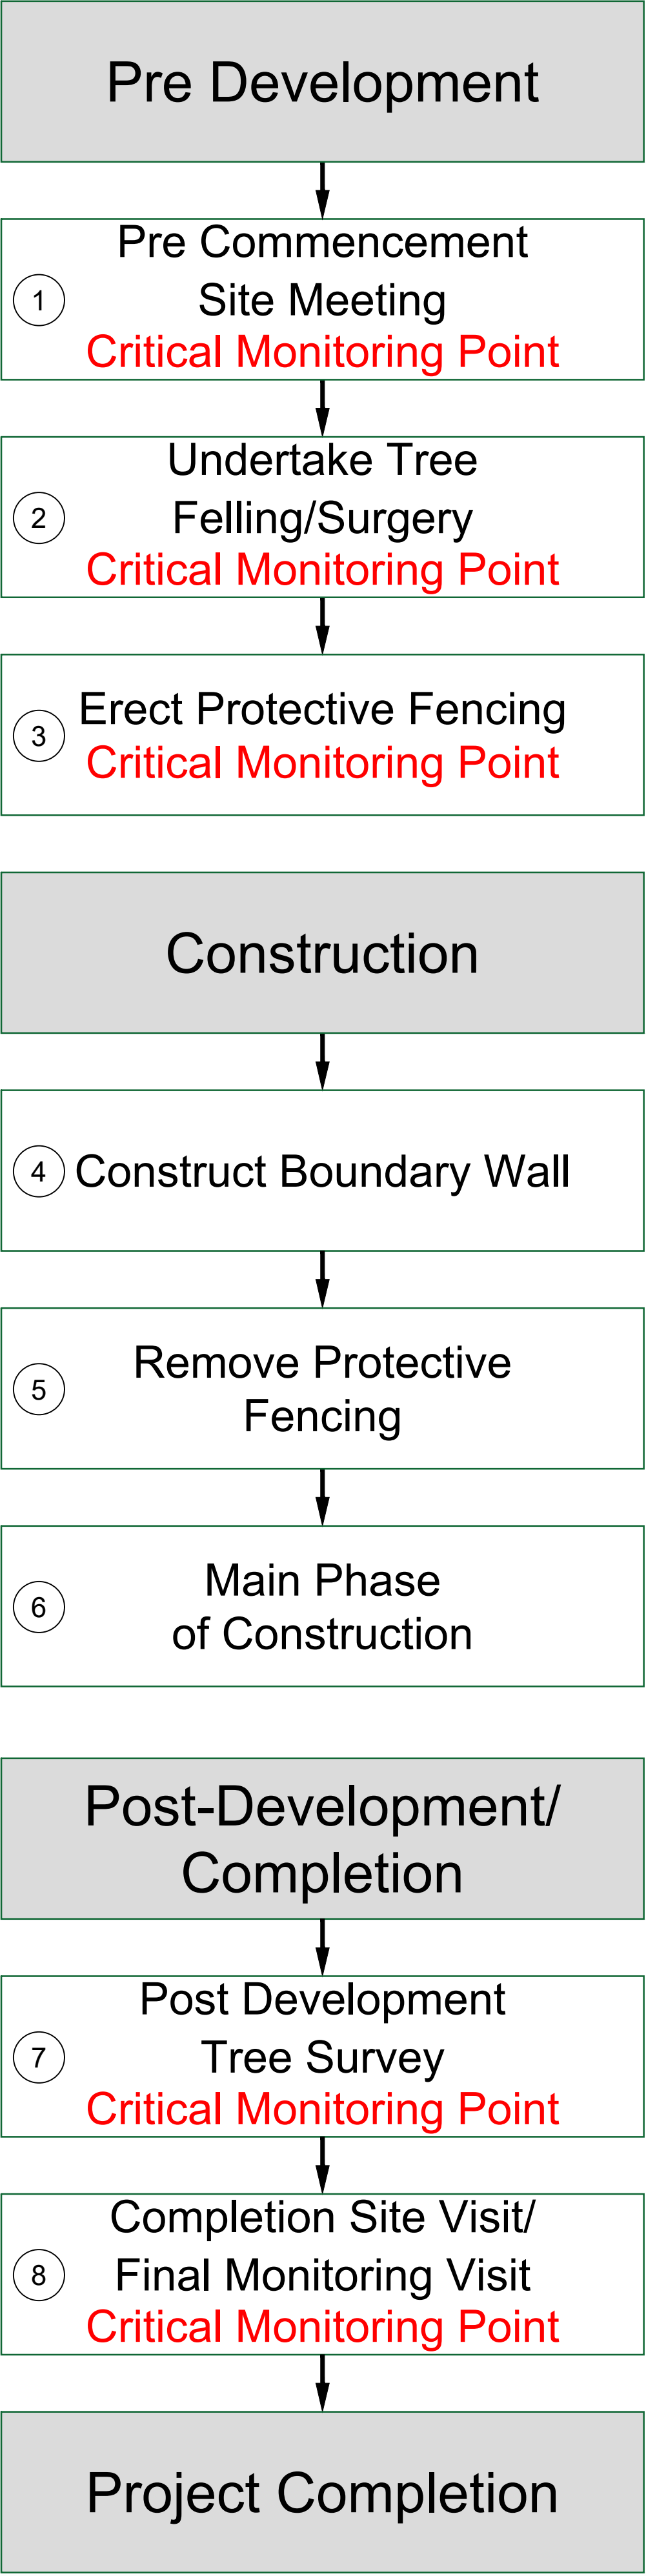 Pre Development
Pre Commencement
1
Site Meeting
Critical Monitoring Point
Undertake Tree
2
Felling/Surgery
Critical Monitoring Point
Erect Protective Fencing
3
Critical Monitoring Point
Construction
4 Construct Boundary Wall
Remove Protective
5
Fencing
Main Phase
6
of Construction
Post-Development/
Completion
Post Development
7
Tree Survey
Critical Monitoring Point
Completion Site Visit/
8
Final Monitoring Visit
Critical Monitoring Point
Project Completion